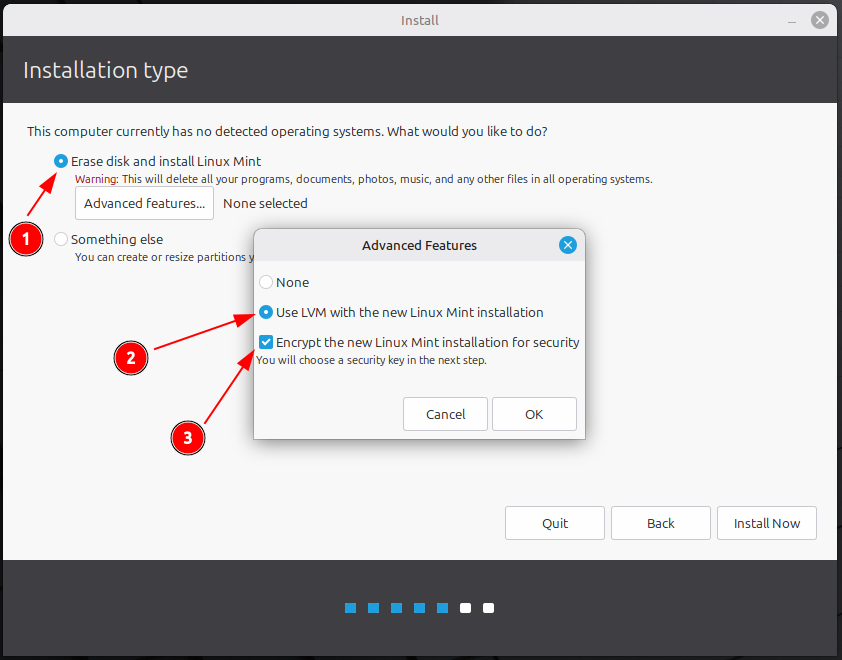 Install
Installation type
This computer currently has no detected operating systems. What would you like to do?
Erase disk and install Linux Mint
Warning: This will delete all your programs, documents, photos, music, and any other files in all operating systems.
Advanced features... None selected
1
Something else
You can create or resize partitions y
Advanced Features
None
Use LVM with the new Linux Mint installation
2
Encrypt the new Linux Mint installation for security
You will choose a security key in the next step.
3
Cancel OK
Quit Back Install Now